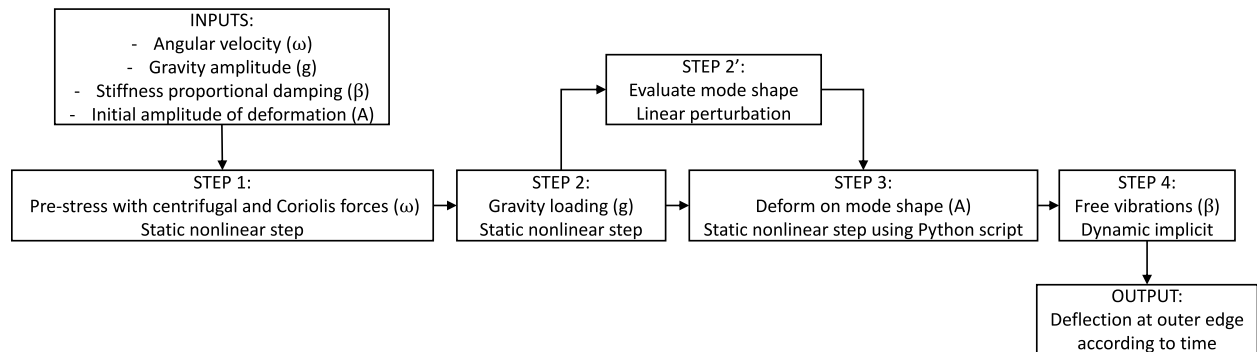 INPUTS:
- Angular velocity (ω)
- Gravity amplitude (g)
- Stiffness proportional damping (β)
- Initial amplitude of deformation (A)
STEP 2’:
Evaluate mode shape
Linear perturbation
STEP 1:
Pre-stress with centrifugal and Coriolis forces (ω)
Static nonlinear step
STEP 2:
Gravity loading (g)
Static nonlinear step
STEP 3:
Deform on mode shape (A)
Static nonlinear step using Python script
STEP 4:
Free vibrations (β)
Dynamic implicit
OUTPUT:
Deflection at outer edge
according to time